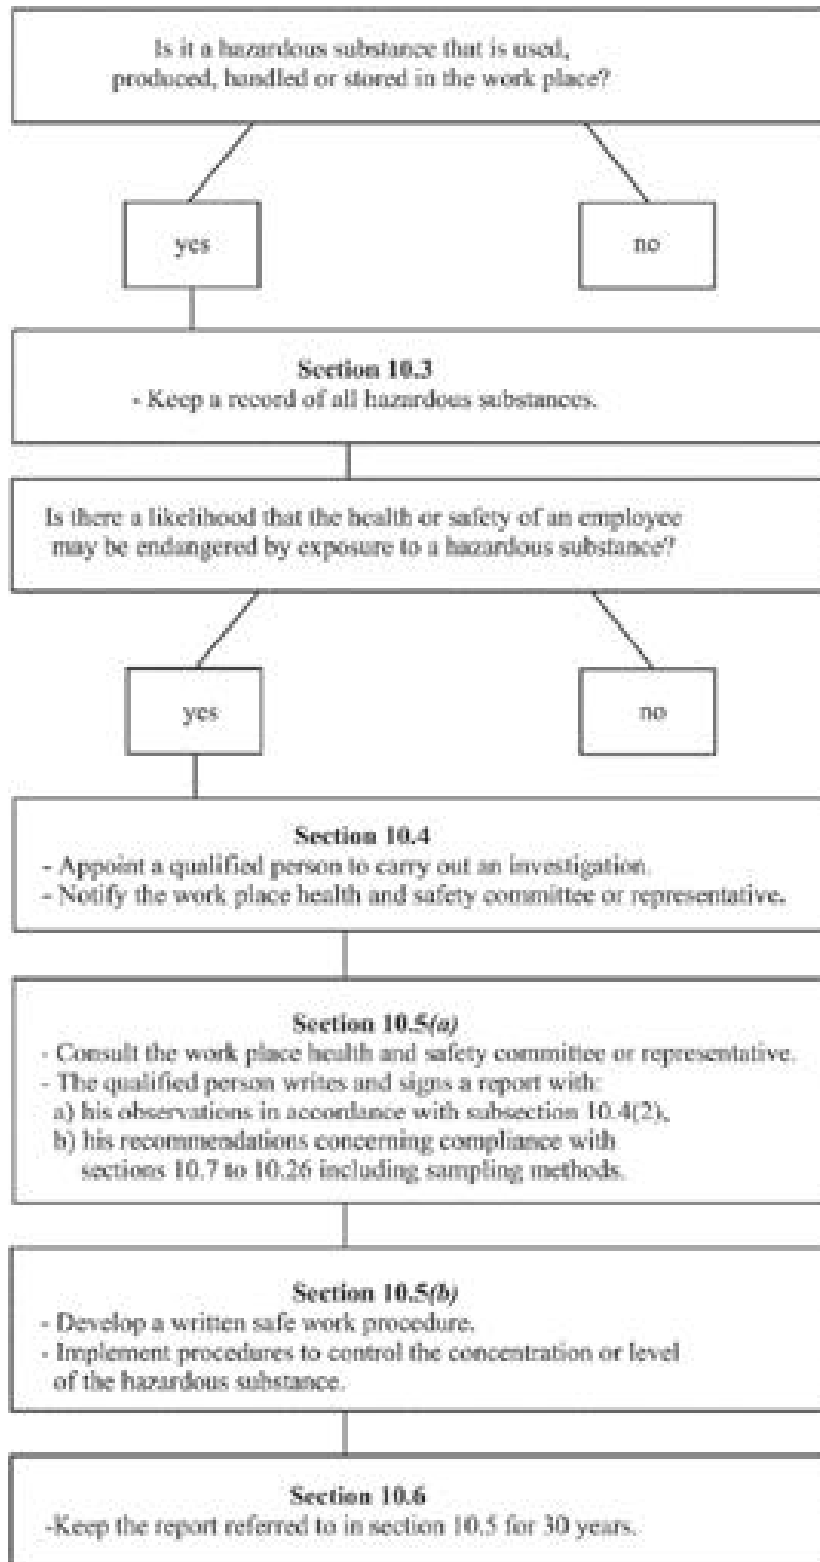 Is it a hazardous substance that is used,
produced, handled or stored in the work place?
yes
no
Section 10.3
- Keep a record of all hazardous substances.
Is there a likelihood that the health or safety of an employee
may be endangered by exposure to a hazardous substance?
yes
no
Section 10.4
- Appoint a qualified person to carry out an investigation.
- Notify the work place health and safety committee or representative.
Section 10.5(a)
- Consult the work place health and safety committee or representative.
- The qualified person writes and signs a report with:
a) his observations in accordance with subsection 10.4(2),
b) his recommendations concerning compliance with
sections 10.7 to 10.26 including sampling methods.
Section 10.5(b)
- Develop a written safe work procedure.
- Implement procedures to control the concentration or level
of the hazardous substance.
Section 10.6
-Keep the report referred to in section 10.5 for 30 years.